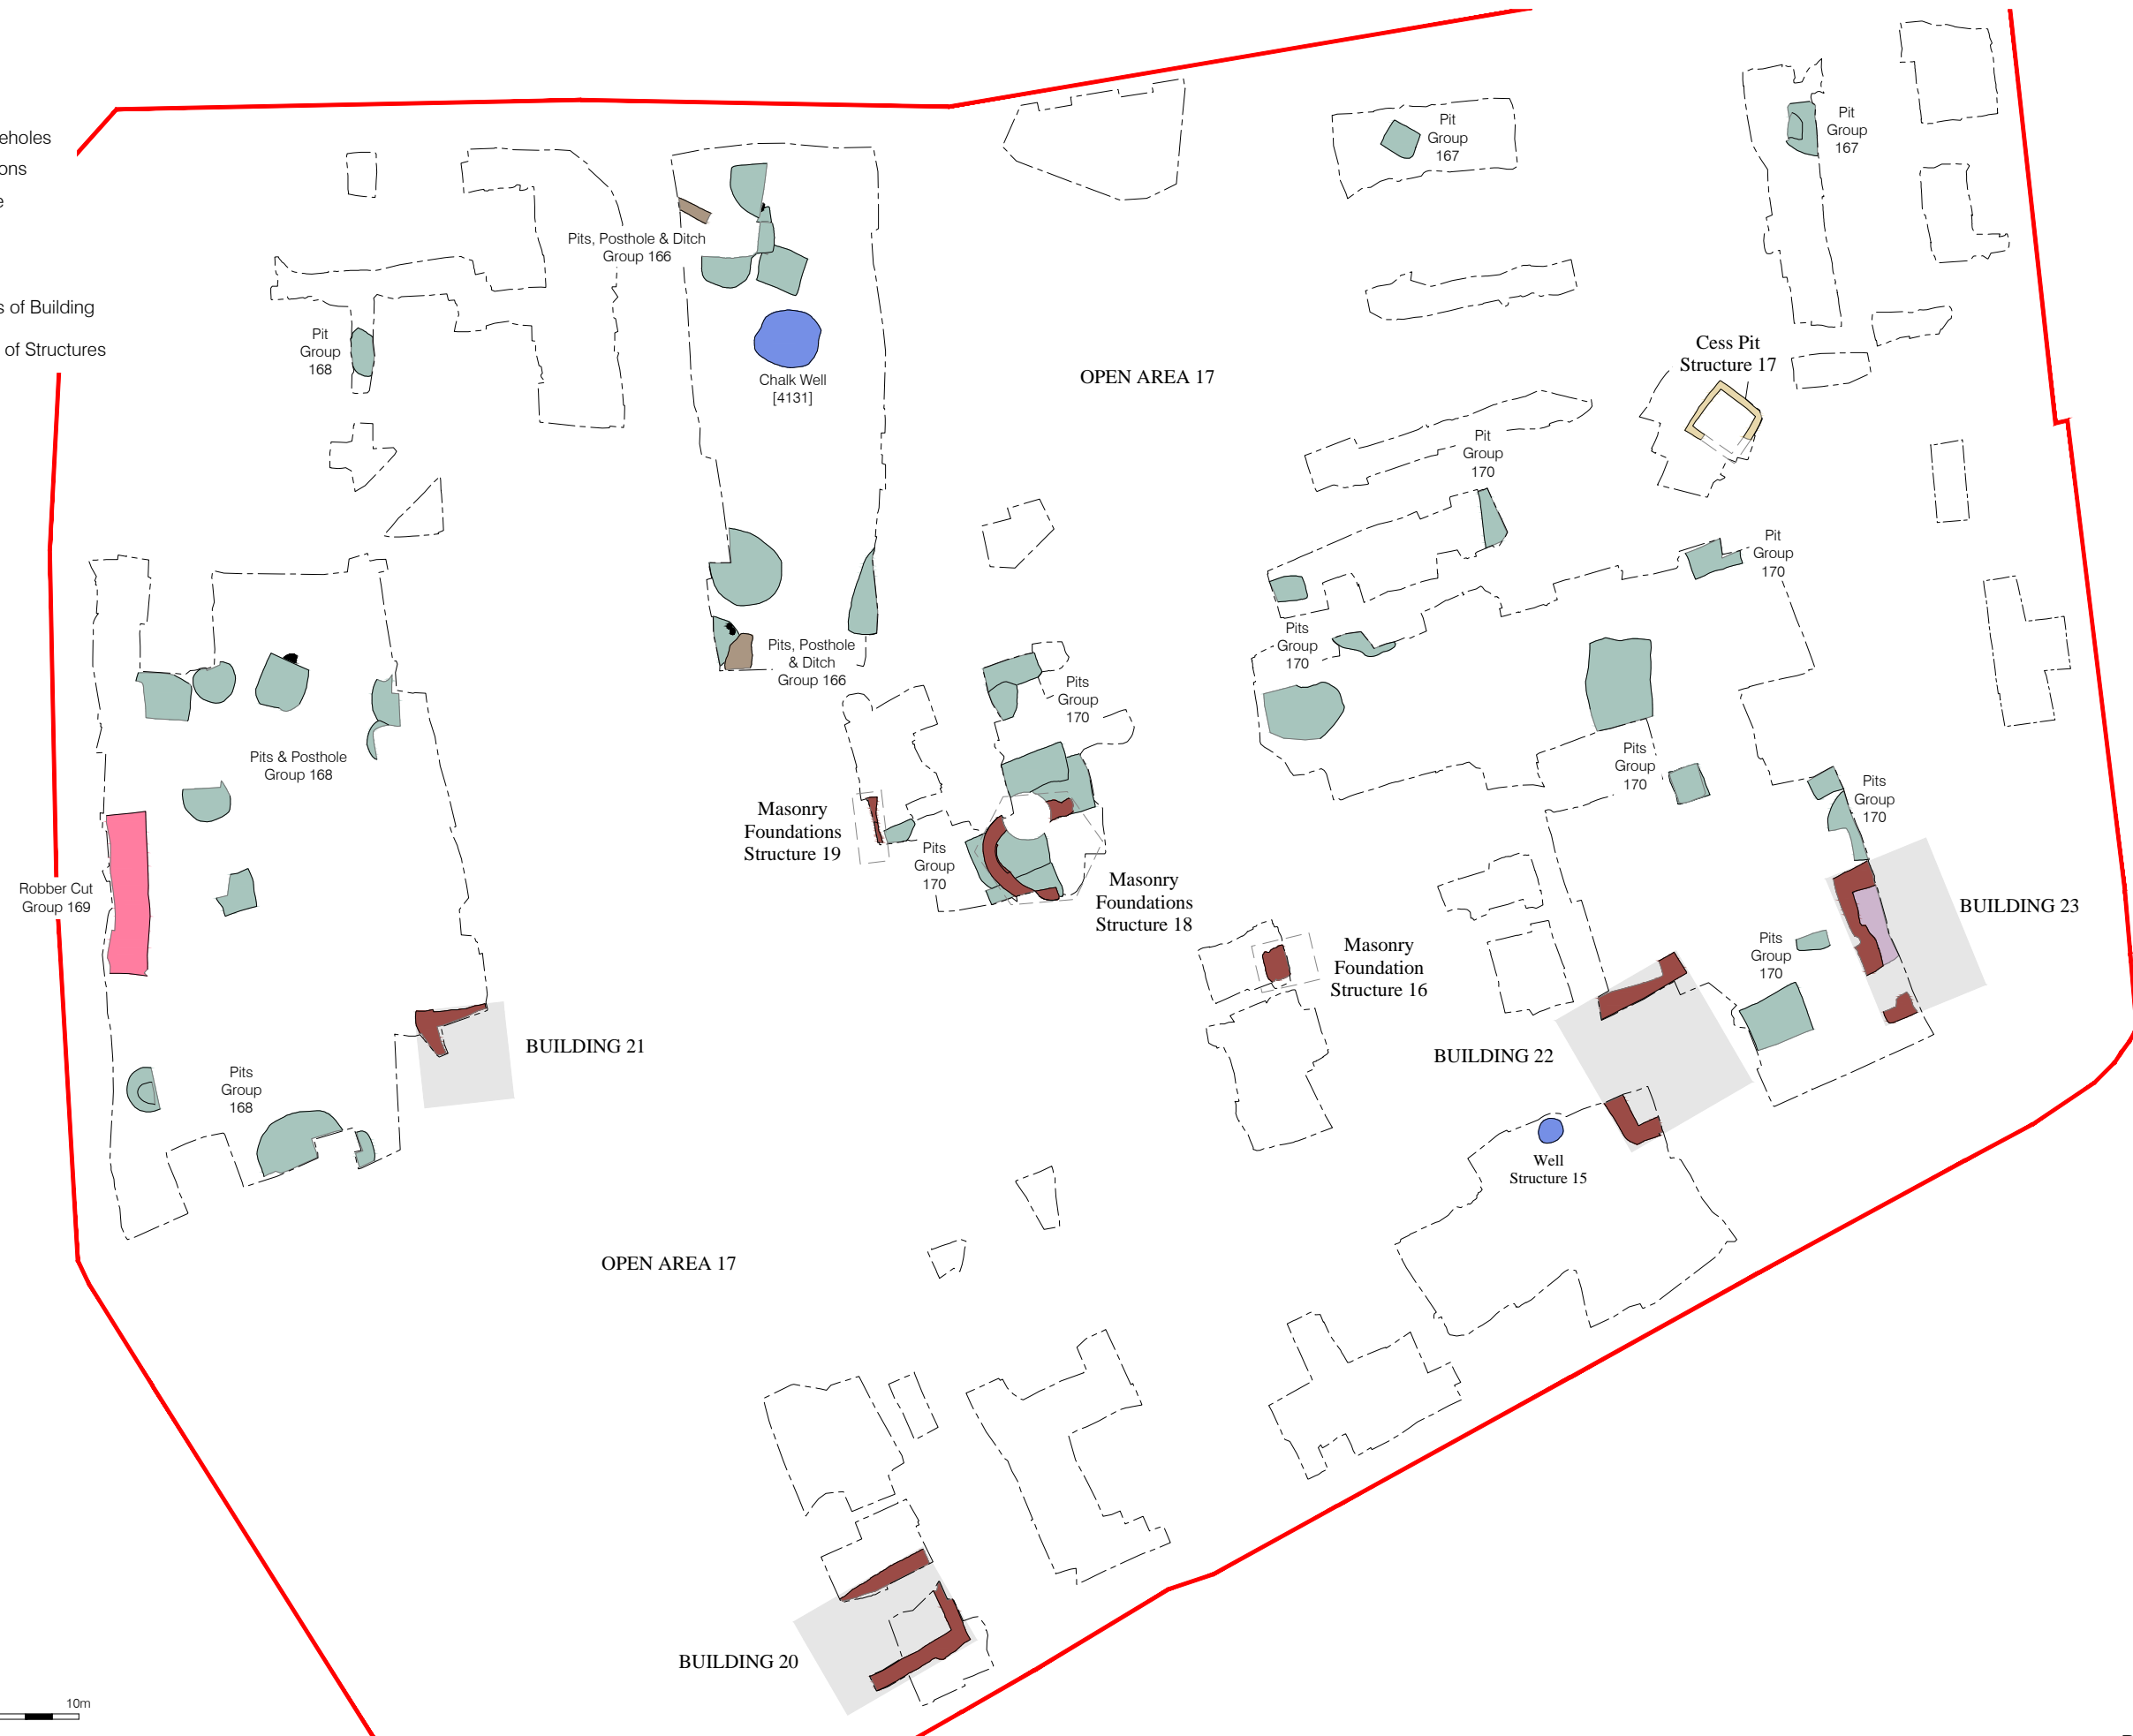 eholes
ons
e
s of Building
of Structures
Pit
Group
167
Pit
Group
167
Pits, Posthole & Ditch
Group 166
Pit
Group
168
Chalk Well
[4131]
OPEN AREA 17
Cess Pit
Structure 17
Pit
Group
170
Pit
Group
170
Pits
Group
170
Pits, Posthole
& Ditch
Group 166
Pits
Group
170
Pits & Posthole
Group 168
Pits
Group
170
Pits
Group
170
Masonry
Foundations
Structure 19
Pits
Group
170
Robber Cut
Group 169
Masonry
Foundations
Structure 18
BUILDING 23
Masonry
Foundation
Structure 16
Pits
Group
170
BUILDING 21
BUILDING 22
Pits
Group
168
Well
Structure 15
OPEN AREA 17
BUILDING 20
10m